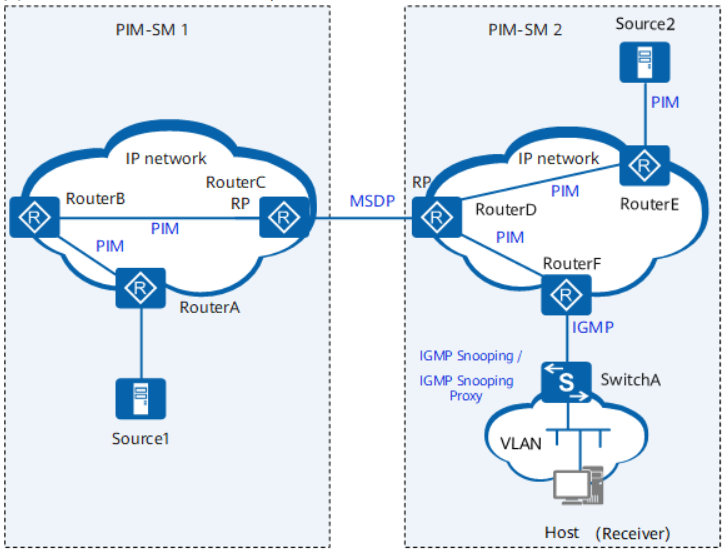 PIM-SM 1
PIM-SM 2
Source2
PIM
IP network
IP network
RouterC
RP
RouterB
RP
MSDP
PIM
PIM
RouterD
RouterE
PIM
PIM
RouterF
RouterA
IGMP
IGMP Snooping /
IGMP Snooping
Proxy
SwitchA
Source1
VLAN
Host (Receiver)
R
R
R
R
R
R
S